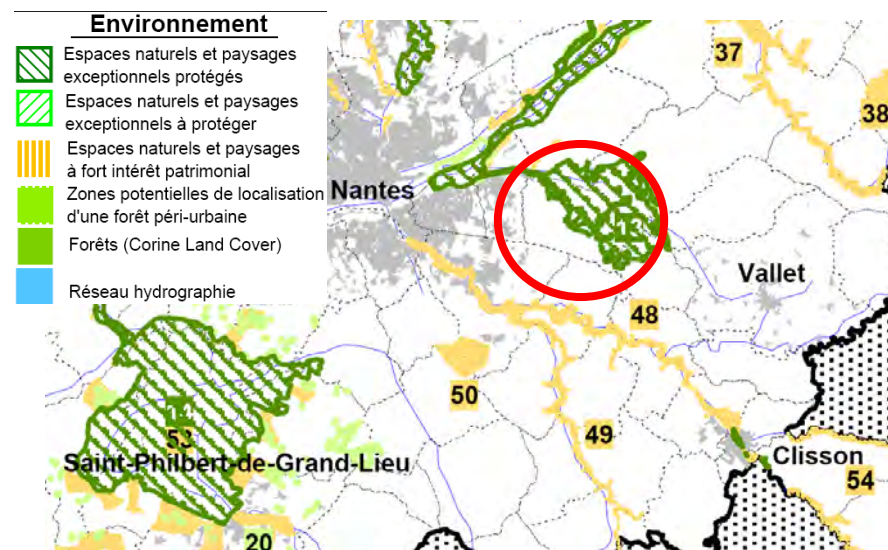 Environnement
Espaces naturels et paysages
exceptionnels protégés
Espaces naturels et paysages
exceptionnels à protéger
Espaces naturels et paysages
à fort intérêt patrimonial
Zones potentielles de localisation
d'une forêt péri-urbaine
Forêts (Corine Land Cover)
Réseau hydrographie
37
38
Nantes
Vallet
48
50
49
53
Saint-Philbert-de-Grand-Lieu
Clisson
54
20